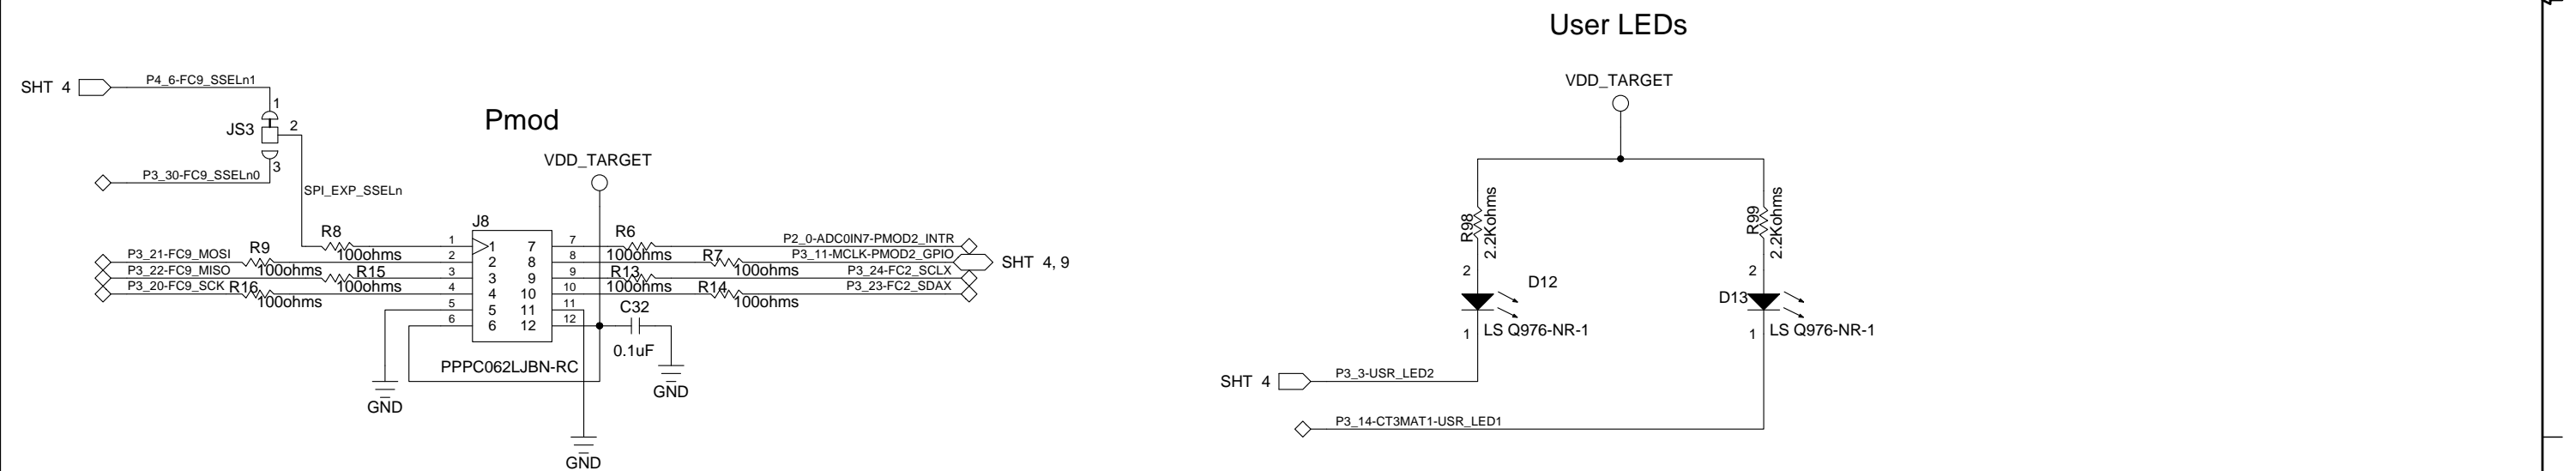 User LEDs
SHT 4
P4_6-FC9_SSELn1
1
JS3
2
3
P3_30-FC9_SSELn0
SPI_EXP_SSELn
Pmod
VDD_TARGET
J8
R8
100ohms
P3_21-FC9_MOSI
R9
100ohms
P3_22-FC9_MISO
R15
100ohms
P3_20-FC9_SCK
R16
100ohms
1
2
3
4
5
6
1 7
2 8
3 9
4 10
5 11
6 12
7
8
9
10
11
12
R6
100ohms
P2_0-ADC0IN7-PMOD2_INTR
R7
100ohms
P3_11-MCLK-PMOD2_GPIO
SHT 4, 9
R13
100ohms
P3_24-FC2_SCLX
R14
100ohms
P3_23-FC2_SDAX
C32
0.1uF
PPPC062LJBN-RC
GND
GND
GND
VDD_TARGET
R98
2.2Kohms
R99
2.2Kohms
2
D12
LS Q976-NR-1
1
2
D13
LS Q976-NR-1
1
SHT 4
P3_3-USR_LED2
P3_14-CT3MAT1-USR_LED1